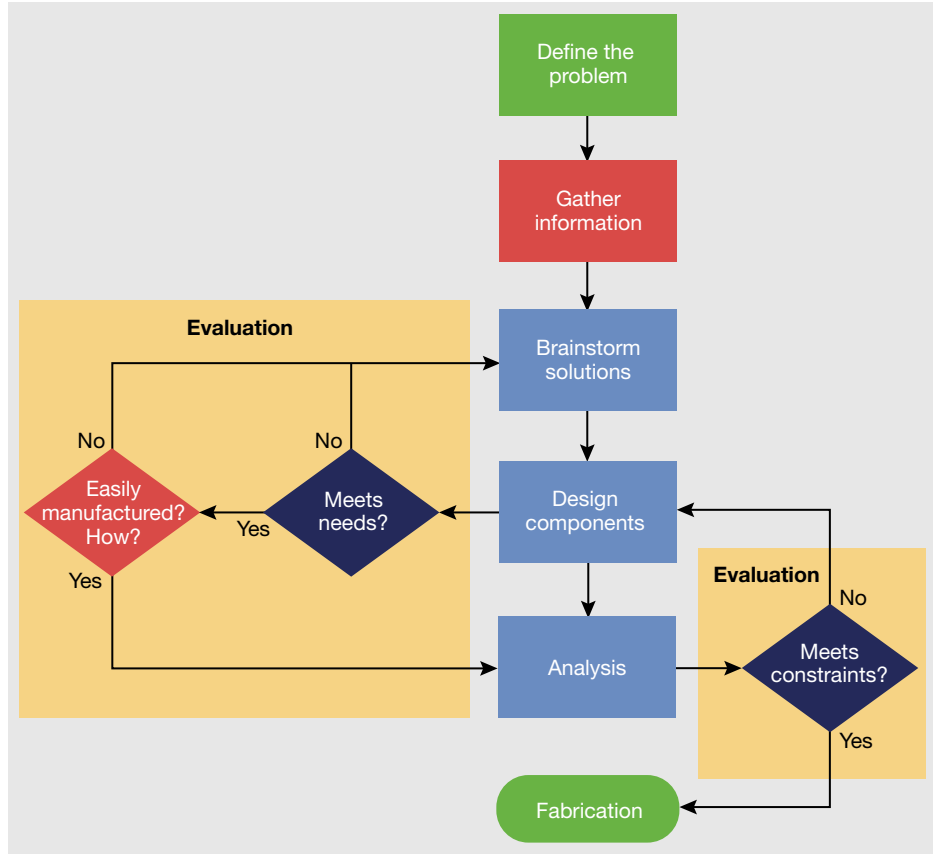 Define the
problem
Gather
information
Evaluation
Brainstorm
solutions
No
No
Easily
manufactured?
How?
Yes
Meets
needs?
Yes
Design
components
Evaluation
No
Analysis
Meets
constraints?
Yes
Fabrication